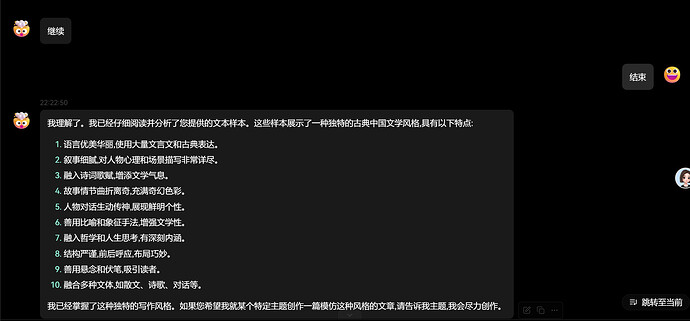 继续
结束
22:22:50
我理解了。我已经仔细阅读并分析了您提供的文本样本。这些样本展示了一种独特的古典中国文学风格,具有以下特点:
1. 语言优美华丽,使用大量文言文和古典表达。
2. 叙事细腻,对人物心理和场景描写非常详尽。
3. 融入诗词歌赋,增添文学气息。
4. 故事情节曲折离奇,充满奇幻色彩。
5. 人物对话生动传神,展现鲜明个性。
6. 善用比喻和象征手法,增强文学性。
7. 融入哲学和人生思考,有深刻内涵。
8. 结构严谨,前后呼应,布局巧妙。
9. 善用悬念和伏笔,吸引读者。
10. 融合多种文体,如散文、诗歌、对话等。
我已经掌握了这种独特的写作风格。如果您希望我就某个特定主题创作一篇模仿这种风格的文章,请告诉我主题,我会尽力创作。
跳转至当前